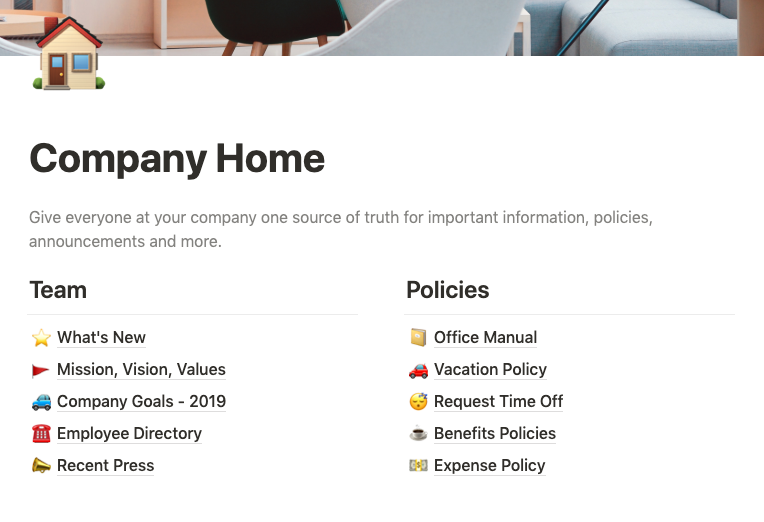 Company Home
Give everyone at your company one source of truth for important information, policies,
announcements and more.
Team
What's New
Mission, Vision, Values
Company Goals - 2019
Employee Directory
Recent Press
Policies
Office Manual
Vacation Policy
Request Time Off
Benefits Policies
Expense Policy